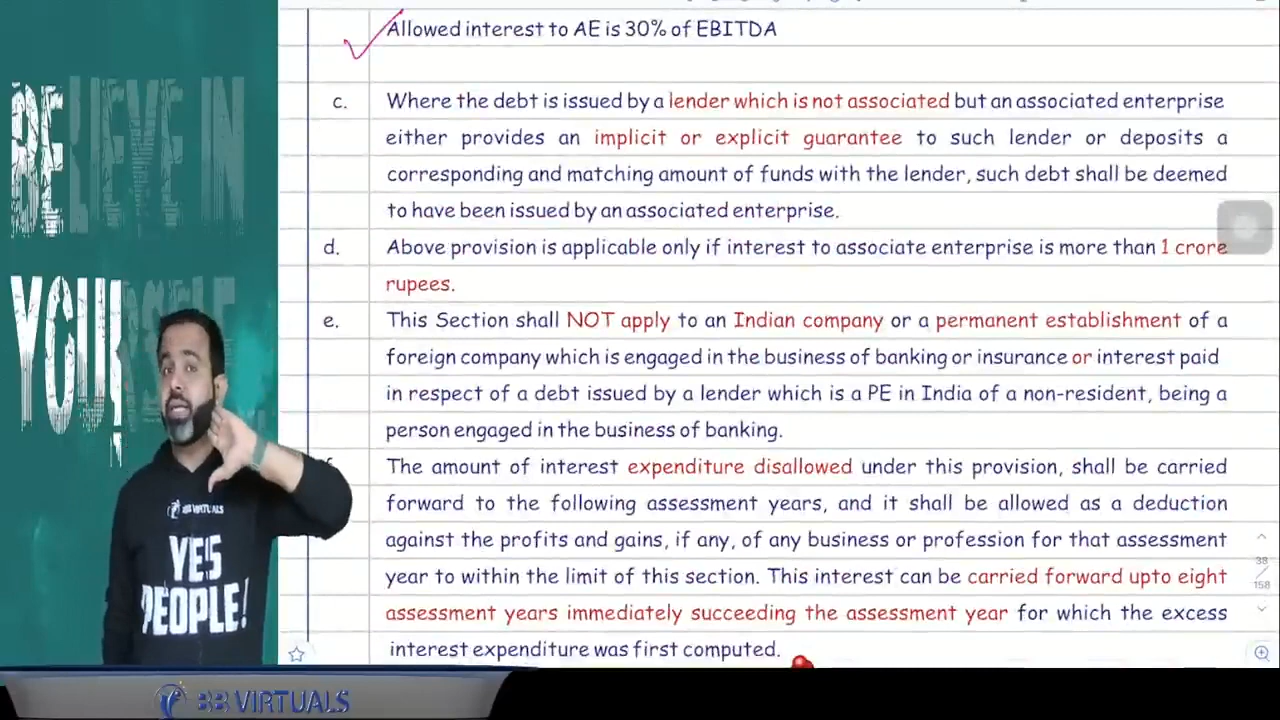 BELIEVE IN
YOURSELF
!
Allowed interest to AE is 30% of EBITDA
c. Where the debt is issued by a lender which is not associated but an associated enterprise
either provides an implicit or explicit guarantee to such lender or deposits a
corresponding and matching amount of funds with the lender, such debt shall be deemed
to have been issued by an associated enterprise.
d. Above provision is applicable only if interest to associate enterprise is more than 1 crore
rupees.
e. This Section shall NOT apply to an Indian company or a permanent establishment of a
foreign company which is engaged in the business of banking or insurance or interest paid
in respect of a debt issued by a lender which is a PE in India of a non-resident, being a
person engaged in the business of banking.
The amount of interest expenditure disallowed under this provision, shall be carried
forward to the following assessment years, and it shall be allowed as a deduction
against the profits and gains, if any, of any business or profession for that assessment
year to within the limit of this section. This interest can be carried forward upto eight
assessment years immediately succeeding the assessment year for which the excess
interest expenditure was first computed.
38
158
BB VIRTUALS
YES
PEOPLE!
BB VIRTUALS